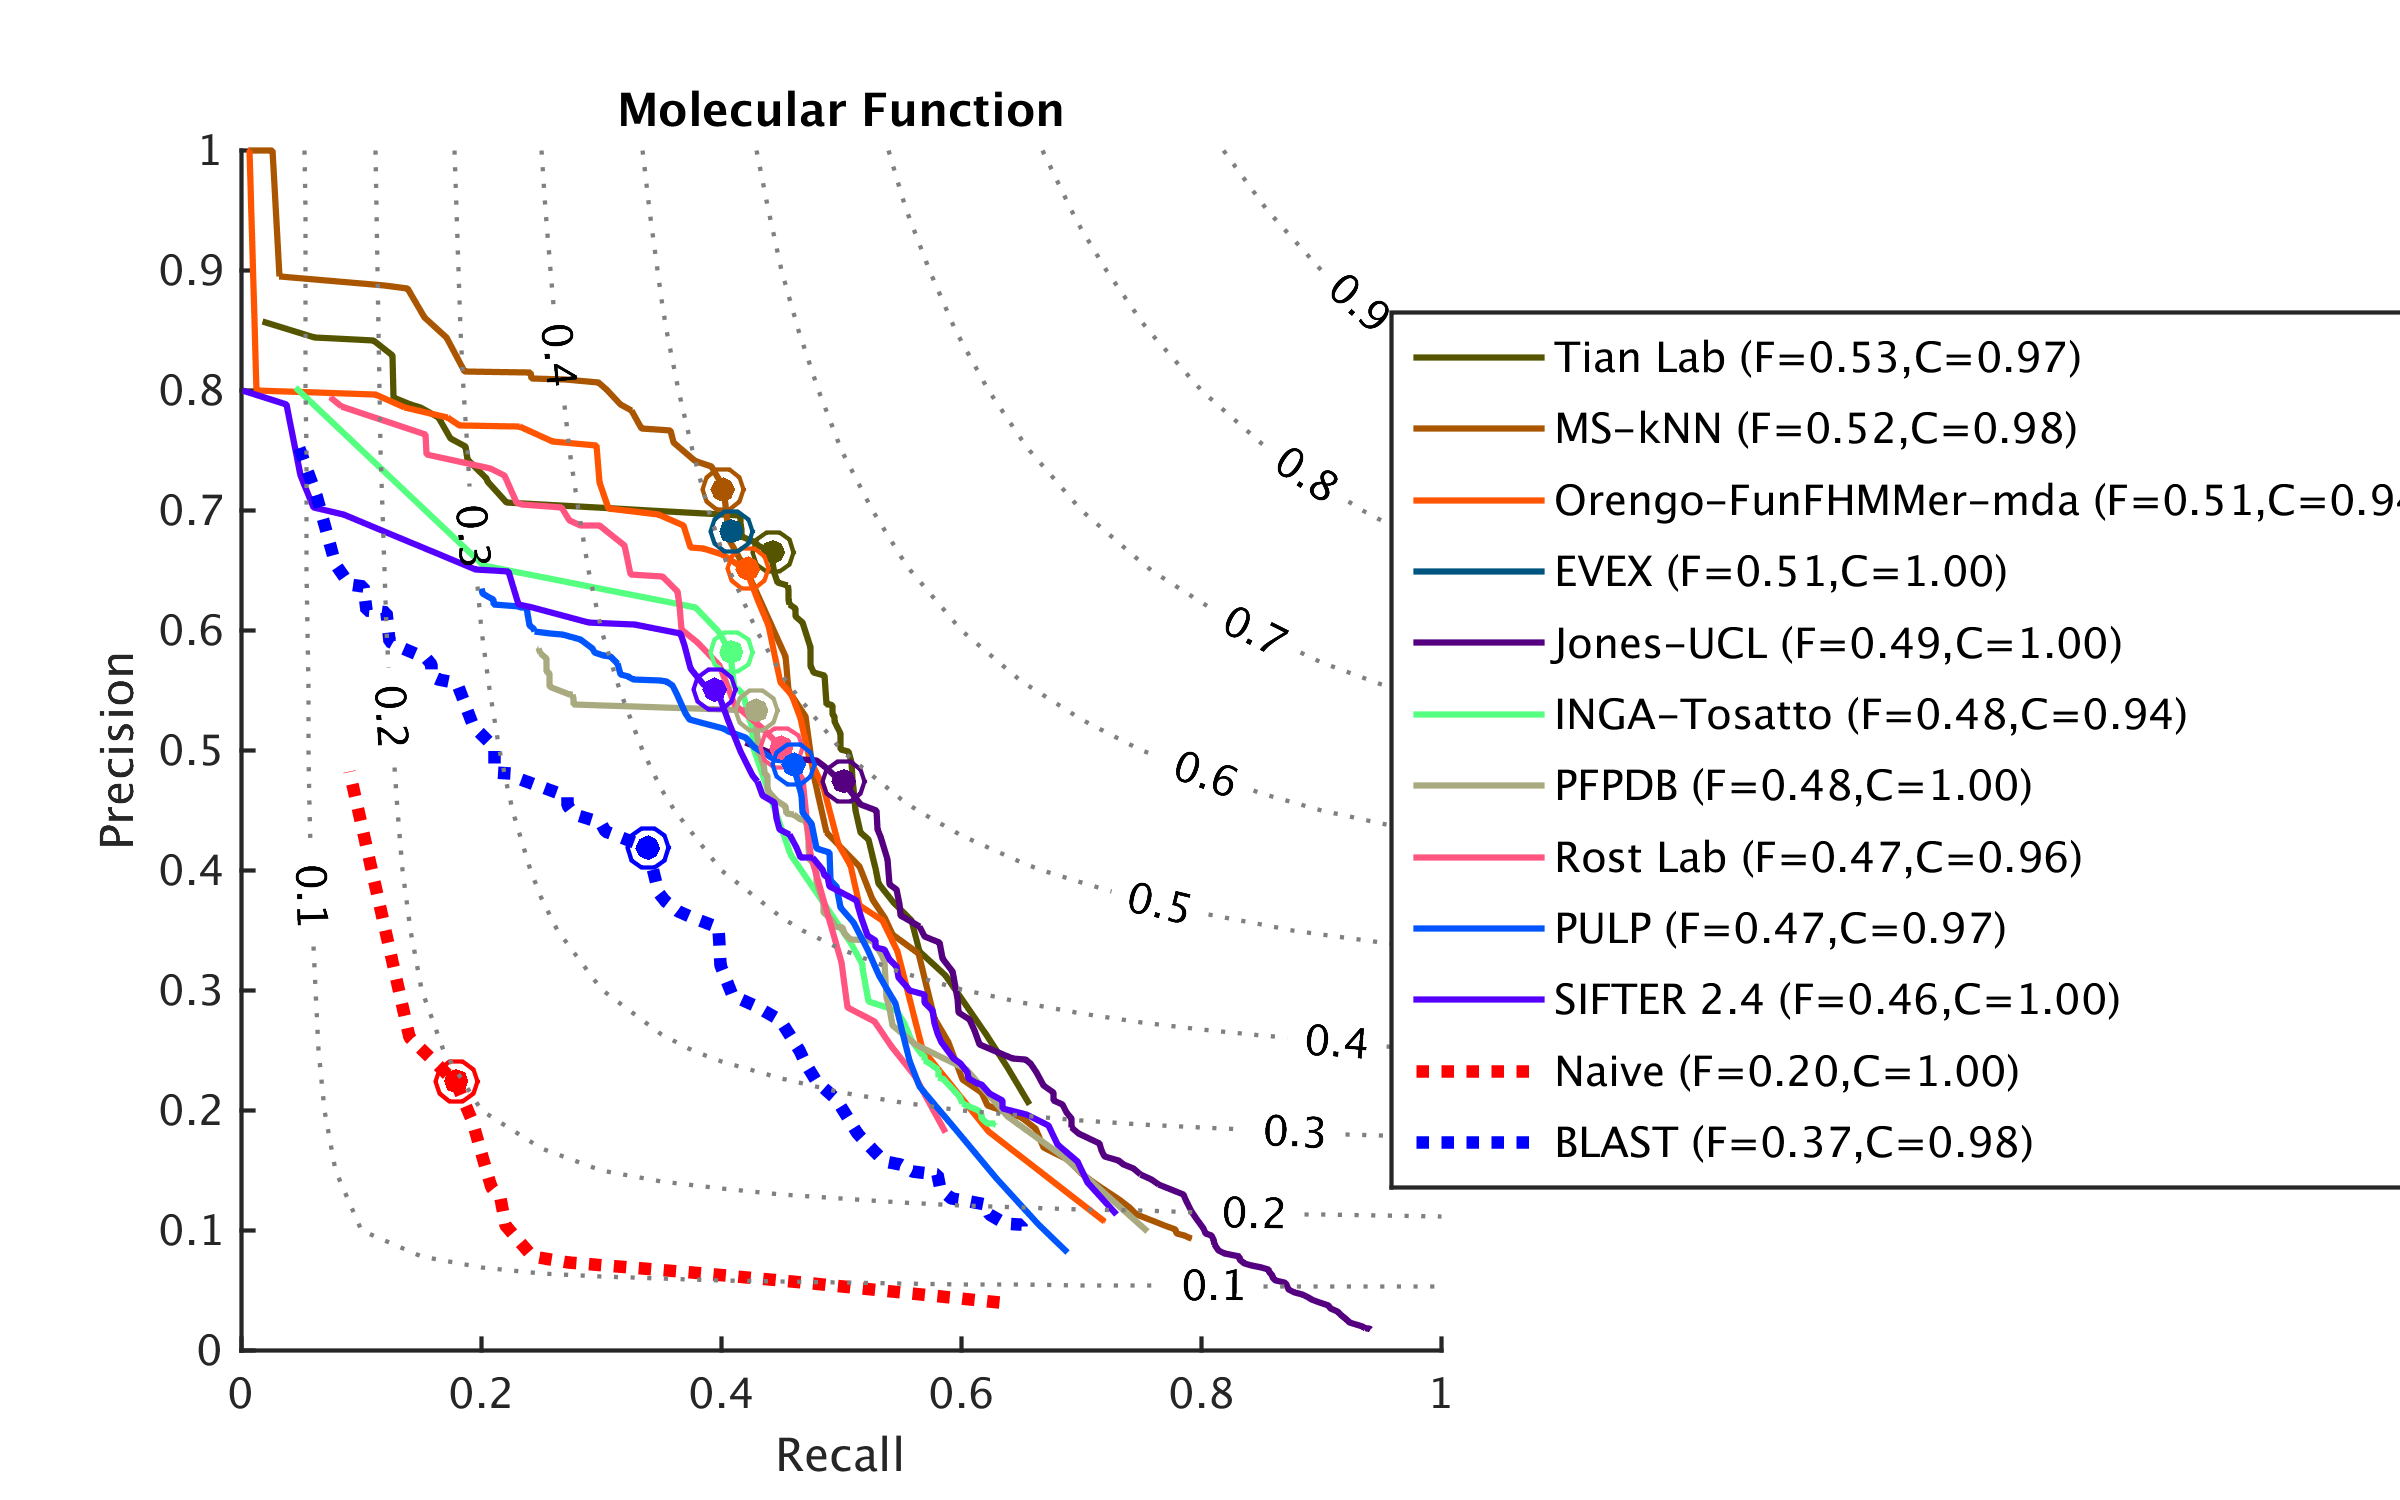 Molecular Function
Precision
1
0.9
0.8
0.7
0.6
0.5
0.4
0.3
0.2
0.1
0
0 0.2 0.4 0.6 0.8 1
Recall
0.4
0.3
0.2
0.1
0.9
0.8
0.7
0.6
0.5
0.4
0.3
0.2
0.1
Tian Lab (F=0.53,C=0.97)
MS-kNN (F=0.52,C=0.98)
Orengo-FunFHMMer-mda (F=0.51,C=0.94
EVEX (F=0.51,C=1.00)
Jones-UCL (F=0.49,C=1.00)
INGA-Tosatto (F=0.48,C=0.94)
PFPDB (F=0.48,C=1.00)
Rost Lab (F=0.47,C=0.96)
PULP (F=0.47,C=0.97)
SIFTER 2.4 (F=0.46,C=1.00)
Naive (F=0.20,C=1.00)
BLAST (F=0.37,C=0.98)